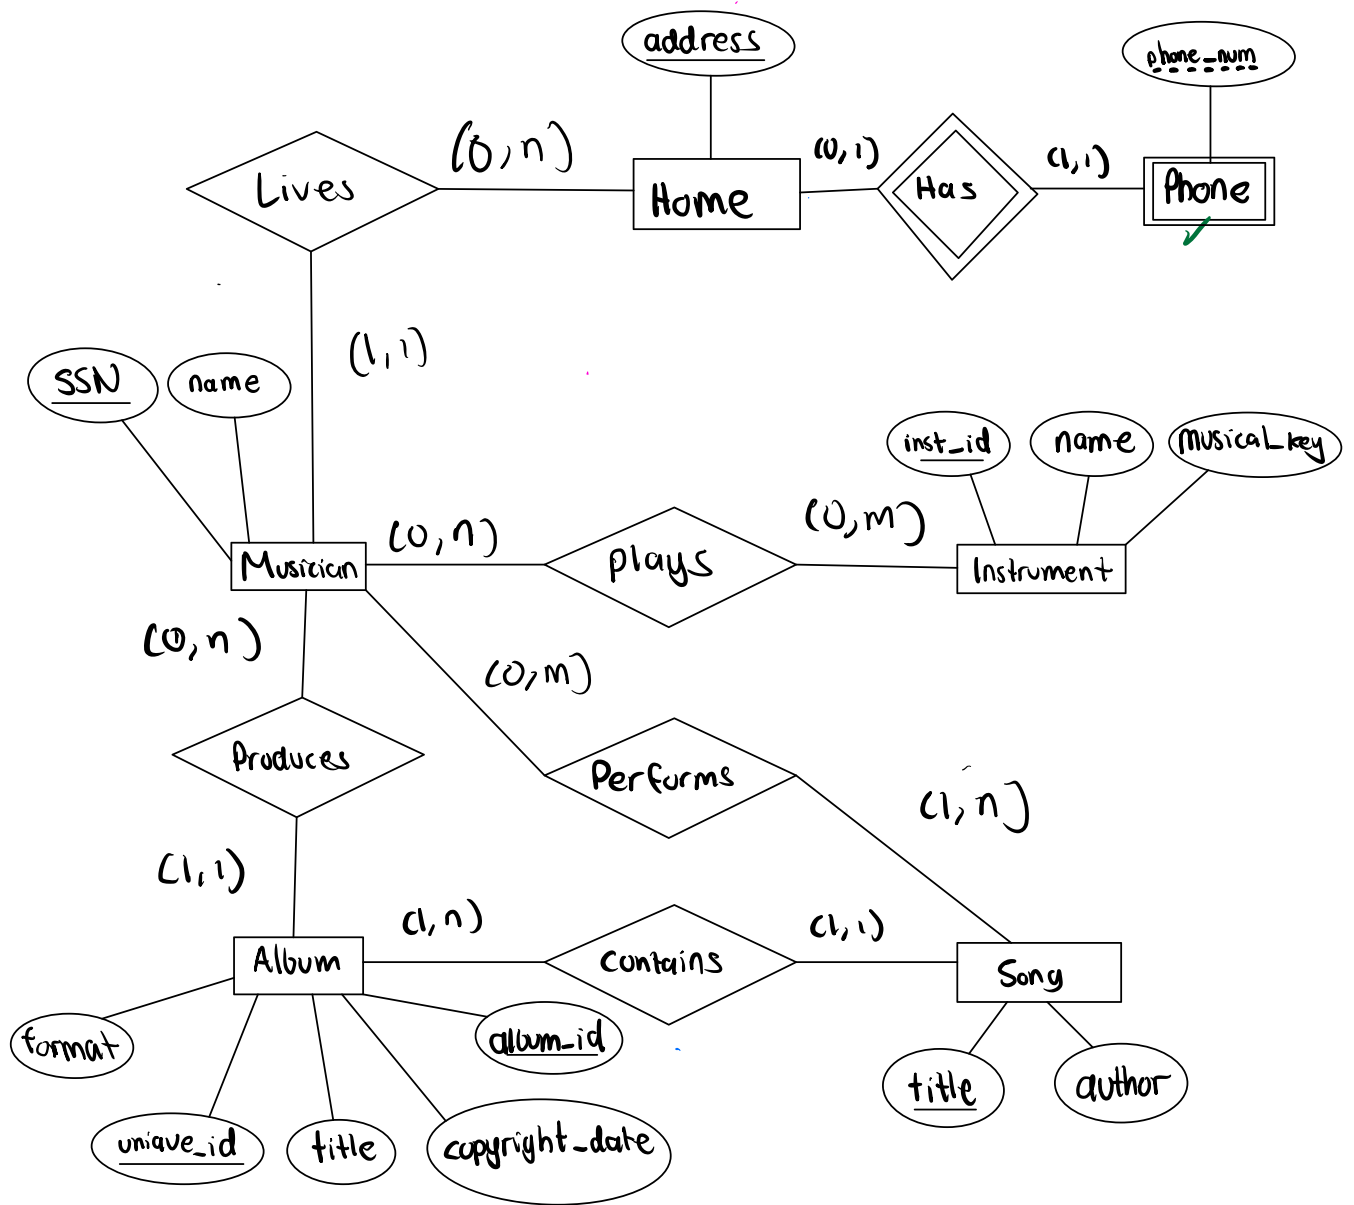 address
phone_num
(0,n)
(0,1)
(1,1)
Lives
Home
Has
Phone
(1,1)
SSN
name
inst_id
name
musical_key
(0,n)
(0,m)
Musician
plays
Instrument
(0,n)
(0,m)
Produces
Performs
(1,n)
(1,1)
(1,n)
(1,1)
Album
contains
Song
format
album_id
title
author
unique_id
title
copyright_date